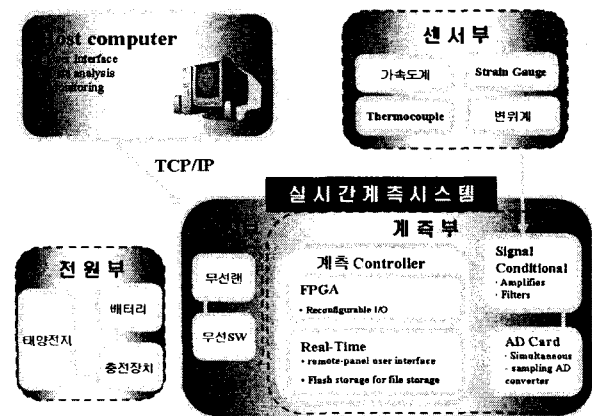 Host computer
User interface
Data analysis
Monitoring
센 서 부
가속도계
Strain Gauge
Thermocouple
변위계
TCP/IP
실 시 간 계 측 시 스 템
계 측 부
전 원 부
태양전지
배터리
충전장치
무선랜
무선SW
계측 Controller
FPGA
· Reconfigurable I/O
Real-Time
· remote-panel user interface
· Flash storage for file storage
Signal
Conditional
· Amplifies
· Filters
AD Card
· Simultaneous
· sampling AD
converter